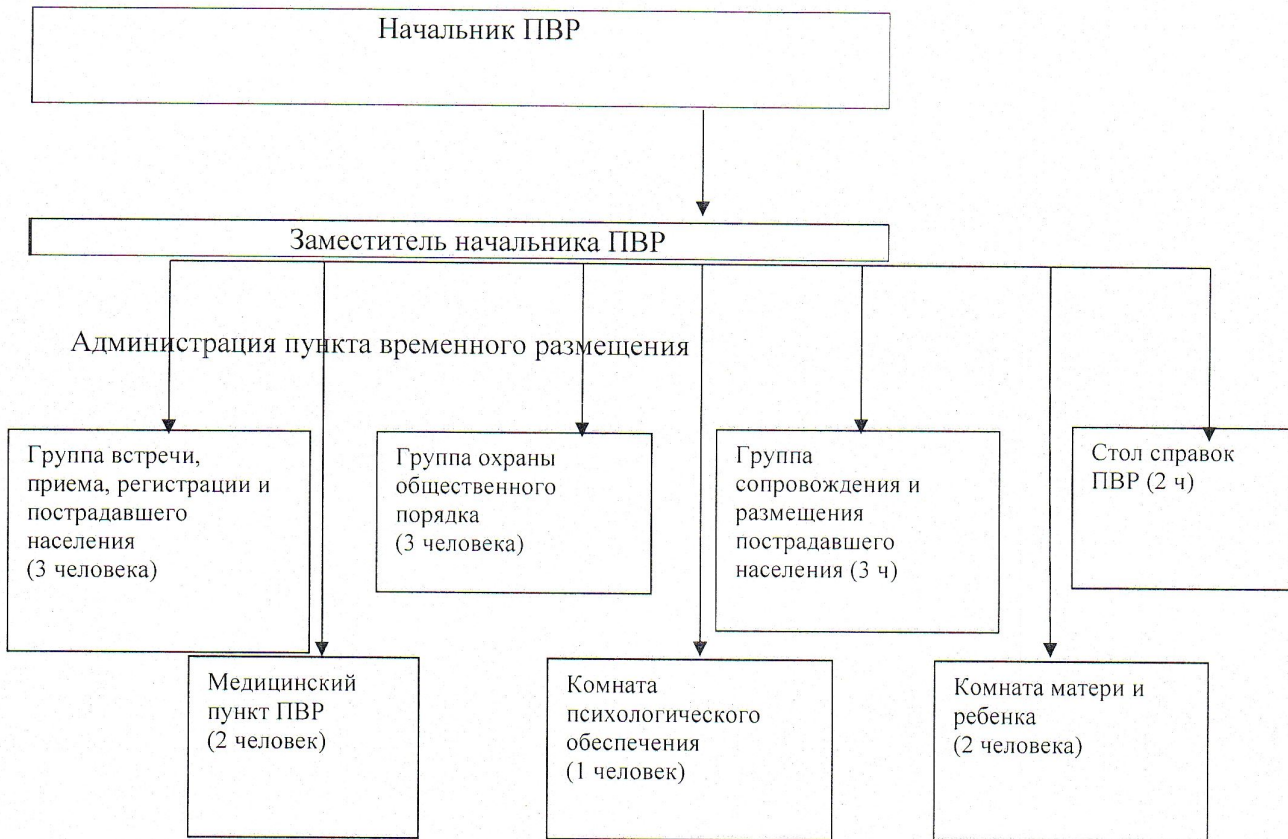 Начальник ПВР
Заместитель начальника ПВР
Администрация пункта временного размещения
Группа встречи,
приема, регистрации и
пострадавшего
населения
(3 человека)
Группа охраны
общественного
порядка
(3 человека)
Группа
сопровождения и
размещения
пострадавшего
населения (3 ч)
Стол справок
ПВР (2 ч)
Медицинский
пункт ПВР
(2 человек)
Комната
психологического
обеспечения
(1 человек)
Комната матери и
ребенка
(2 человека)